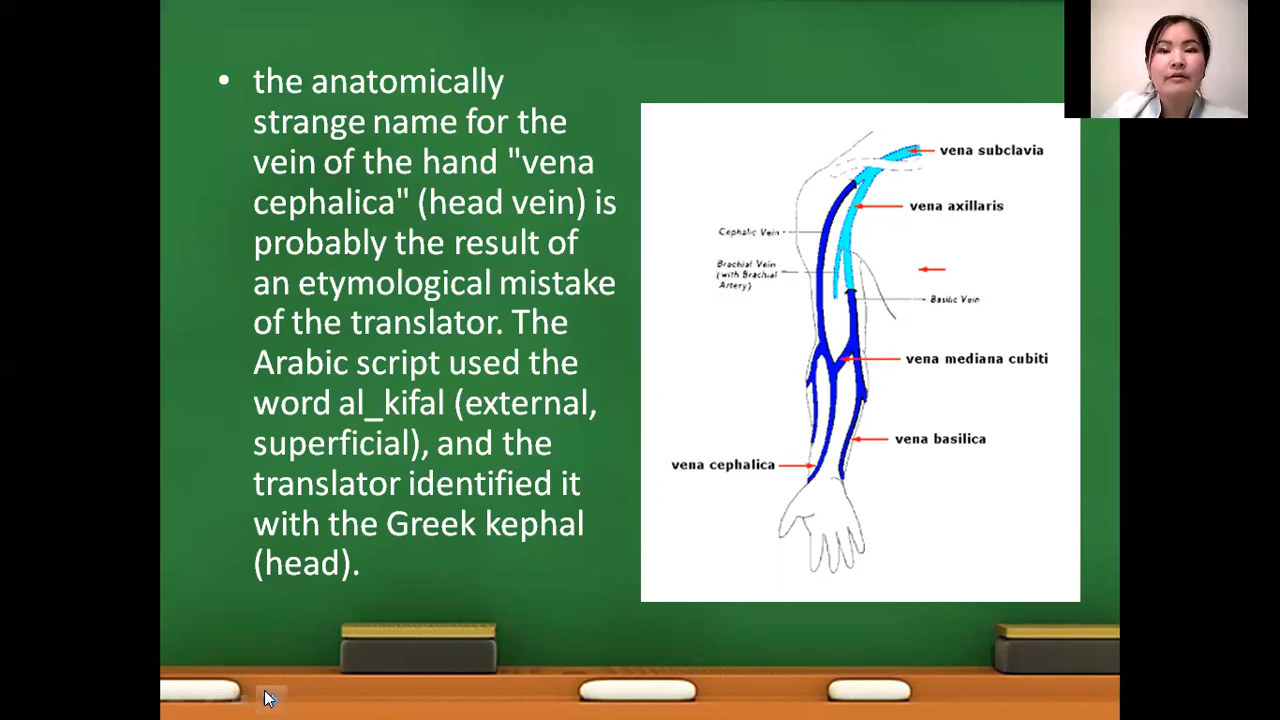 • the anatomically
strange name for the
vein of the hand "vena
cephalica" (head vein) is
probably the result of
an etymological mistake
of the translator. The
Arabic script used the
word al_kifal (external,
superficial), and the
translator identified it
with the Greek kephal
(head).
vena subclavia
vena axillaris
Cephalic Vein
Brachial Vein
(with Brachial
Artery)
Basilic Vein
vena mediana cubiti
vena basilica
vena cephalica